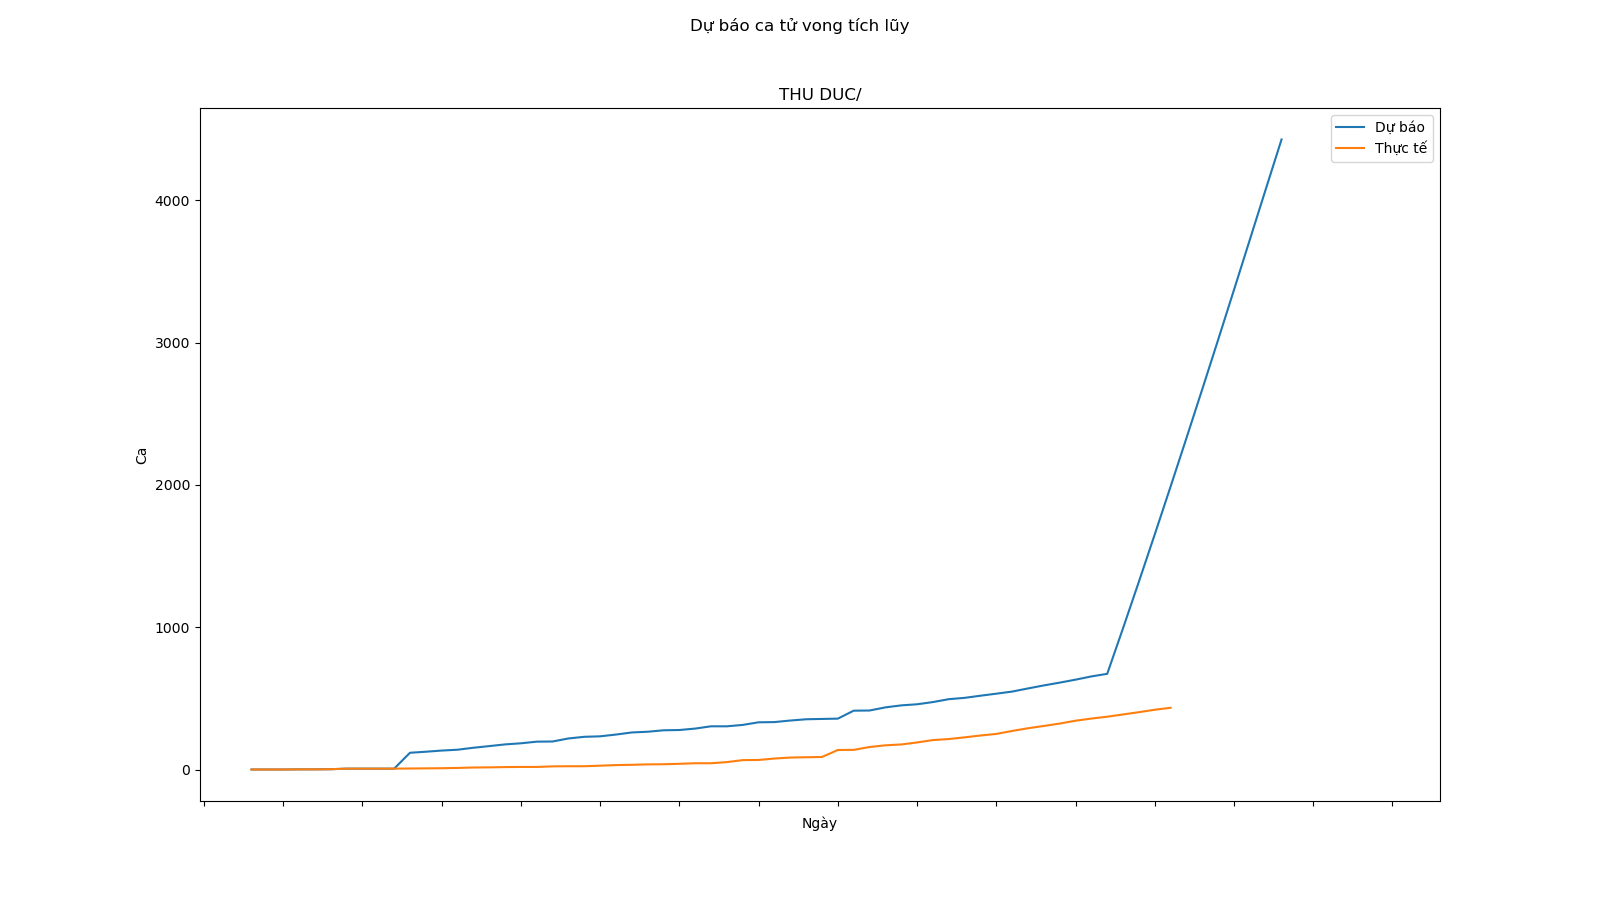 Dự báo ca tử vong tích lũy
THU DUC/
Dự báo
Thực tế
4000
3000
2000
1000
0
Ca
Ngày